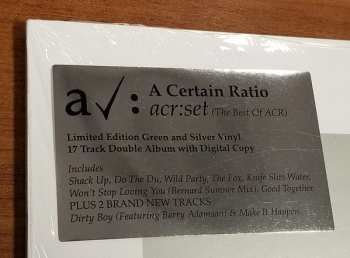 a√:
A Certain Ratio
acr:set (The Best Of ACR)
Limited Edition Green and Silver Vinyl
17 Track Double Album with Digital Copy
Includes
Shack Up, Do The Du, Wild Party, The Fox, Knife Slits Water,
Won't Stop Loving You (Bernard Sumner Mix), Good Together
PLUS 2 BRAND NEW TRACKS
Dirty Boy (Featuring Barry Adamson) & Make It Happen